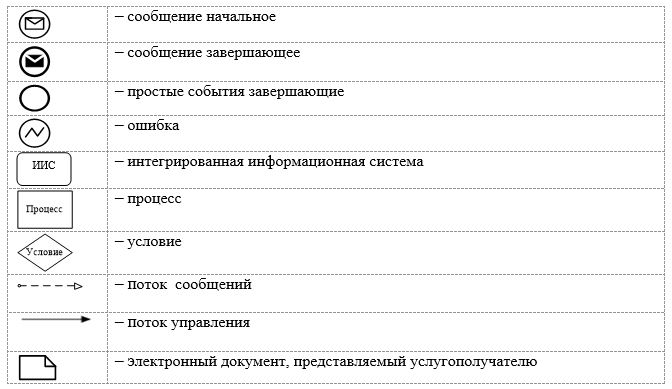 – сообщение начальное
– сообщение завершающее
– простые события завершающие
– ошибка
ИИС – интегрированная информационная система
Процесс – процесс
Условие – условие
– поток сообщений
– поток управления
– электронный документ, представляемый услугополучателю